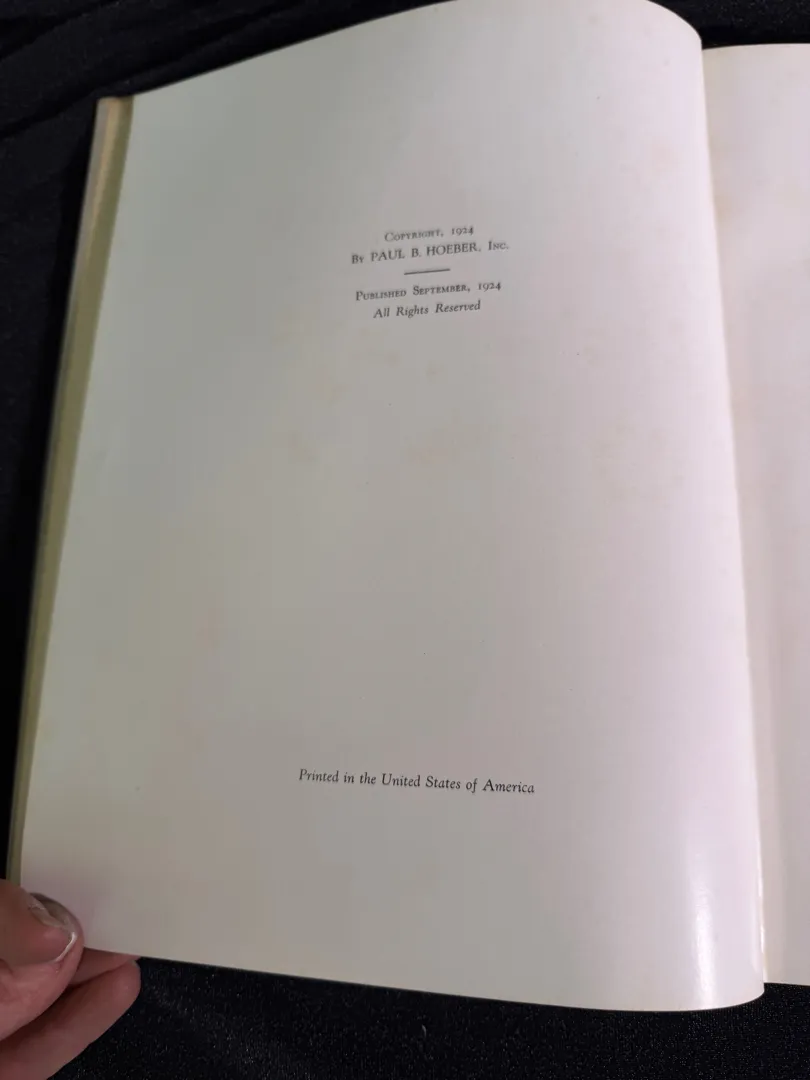 Copyright, 1924
By PAUL B. HOEBER, Inc.
Published September, 1924
All Rights Reserved
Printed in the United States of America